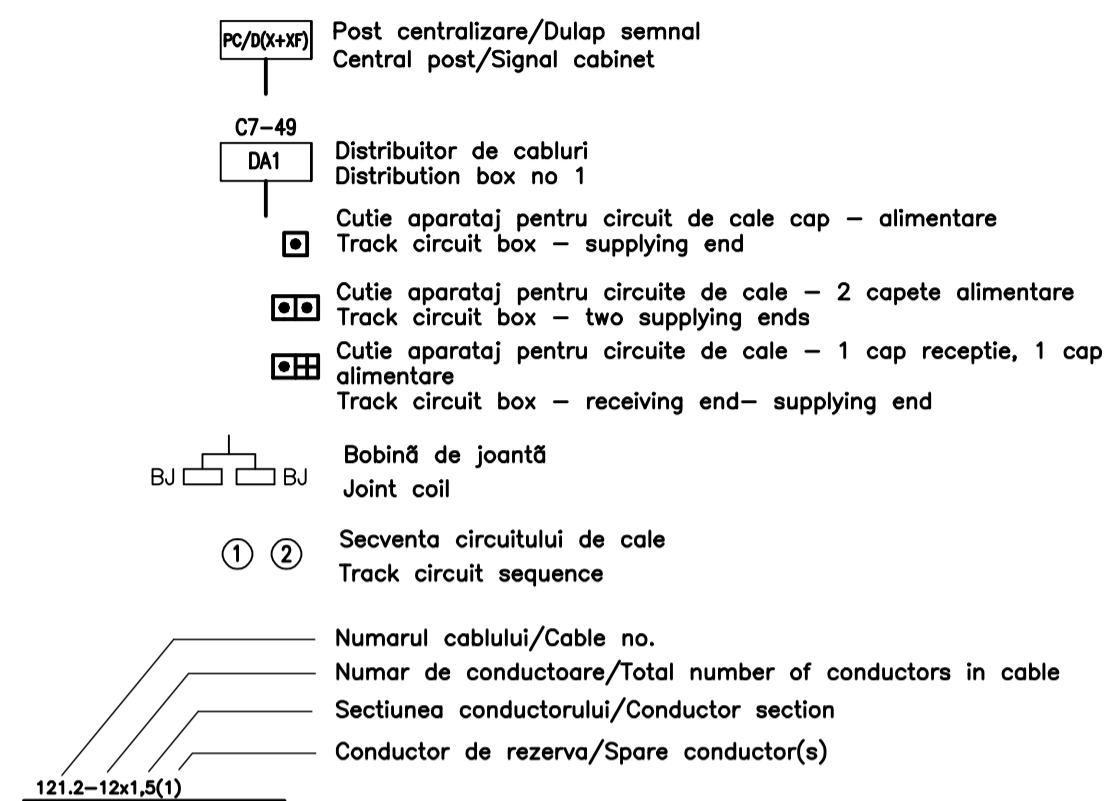 PC/D(X+XF)
Post centralizare/Dulap semnal
Central post/Signal cabinet
C7-49
DA1
Distribuitor de cabluri
Distribution box no 1
Cutie aparataj pentru circuit de cale cap - alimentare
Track circuit box - supplying end
Cutie aparataj pentru circuite de cale - 2 capete alimentare
Track circuit box - two supplying ends
Cutie aparataj pentru circuite de cale - 1 cap receptie, 1 cap
alimentare
Track circuit box - receiving end- supplying end
BJ BJ
Bobină de joantă
Joint coil
1 2
Secventa circuitului de cale
Track circuit sequence
Numarul cablului/Cable no.
Numar de conductoare/Total number of conductors in cable
Sectiunea conductorului/Conductor section
Conductor de rezerva/Spare conductor(s)
121.2-12x1,5(1)